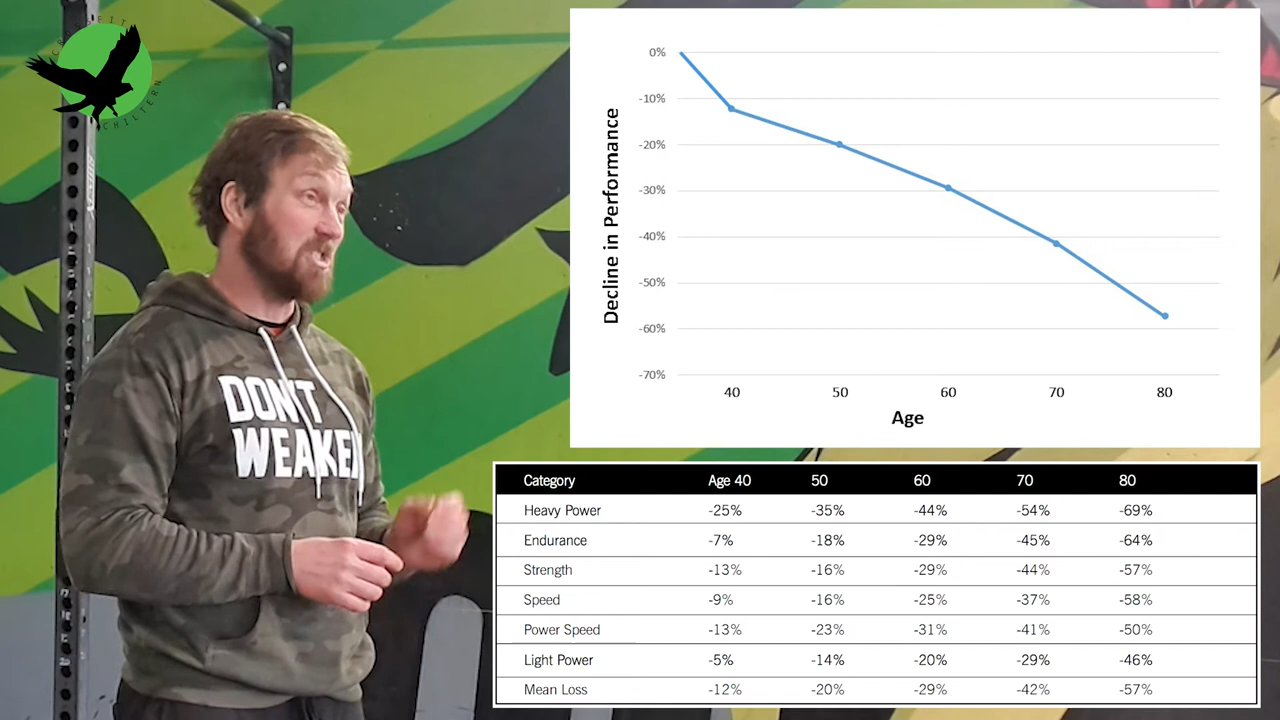 CROSSFIT
CHILTERN
DON'T
WEAKEN
0%
-10%
-20%
-30%
-40%
-50%
-60%
-70%
Decline in Performance
40 50 60 70 80
Age
Category Age 40 50 60 70 80
Heavy Power -25% -35% -44% -54% -69%
Endurance -7% -18% -29% -45% -64%
Strength -13% -16% -29% -44% -57%
Speed -9% -16% -25% -37% -58%
Power Speed -13% -23% -31% -41% -50%
Light Power -5% -14% -20% -29% -46%
Mean Loss -12% -20% -29% -42% -57%